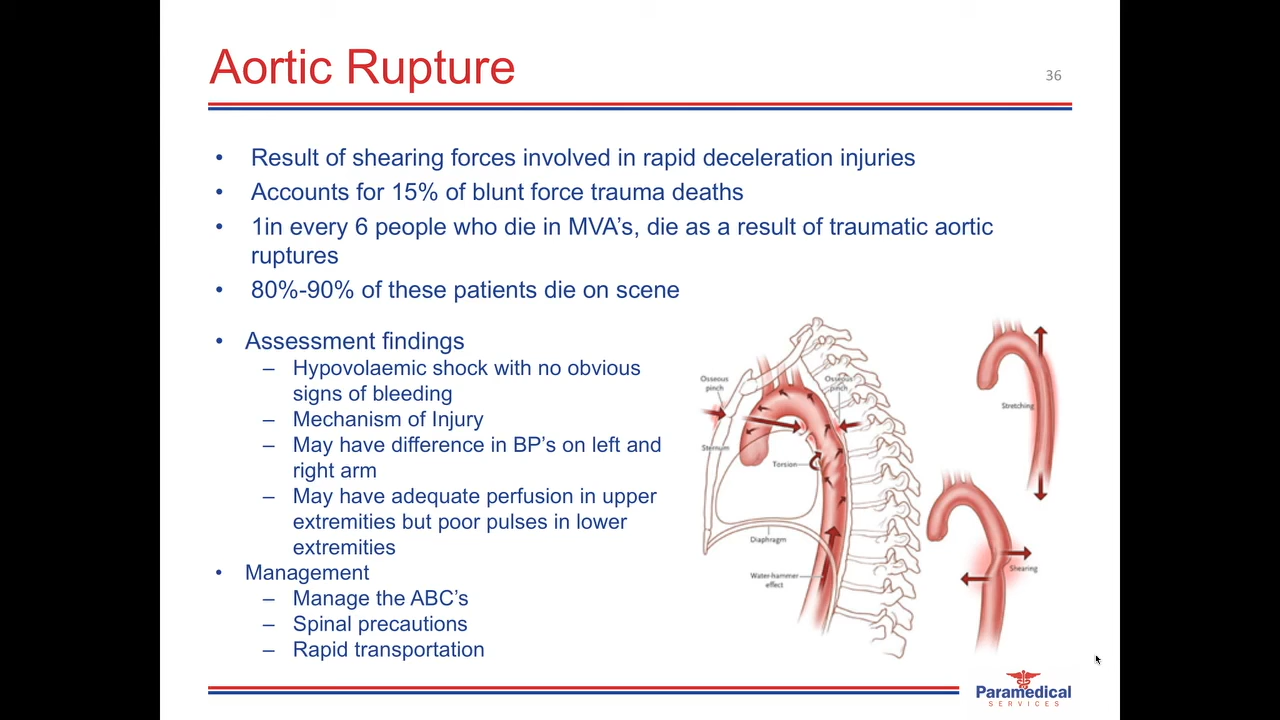 Aortic Rupture
36
• Result of shearing forces involved in rapid deceleration injuries
• Accounts for 15% of blunt force trauma deaths
• 1in every 6 people who die in MVA’s, die as a result of traumatic aortic
ruptures
• 80%-90% of these patients die on scene
• Assessment findings
– Hypovolaemic shock with no obvious
signs of bleeding
– Mechanism of Injury
– May have difference in BP’s on left and
right arm
– May have adequate perfusion in upper
extremities but poor pulses in lower
extremities
• Management
– Manage the ABC’s
– Spinal precautions
– Rapid transportation
Osseous
pinch
Osseous
pinch
Sternum
Torsion
Diaphragm
Water-hammer
effect
Stretching
Shearing
Paramedical
SERVICES